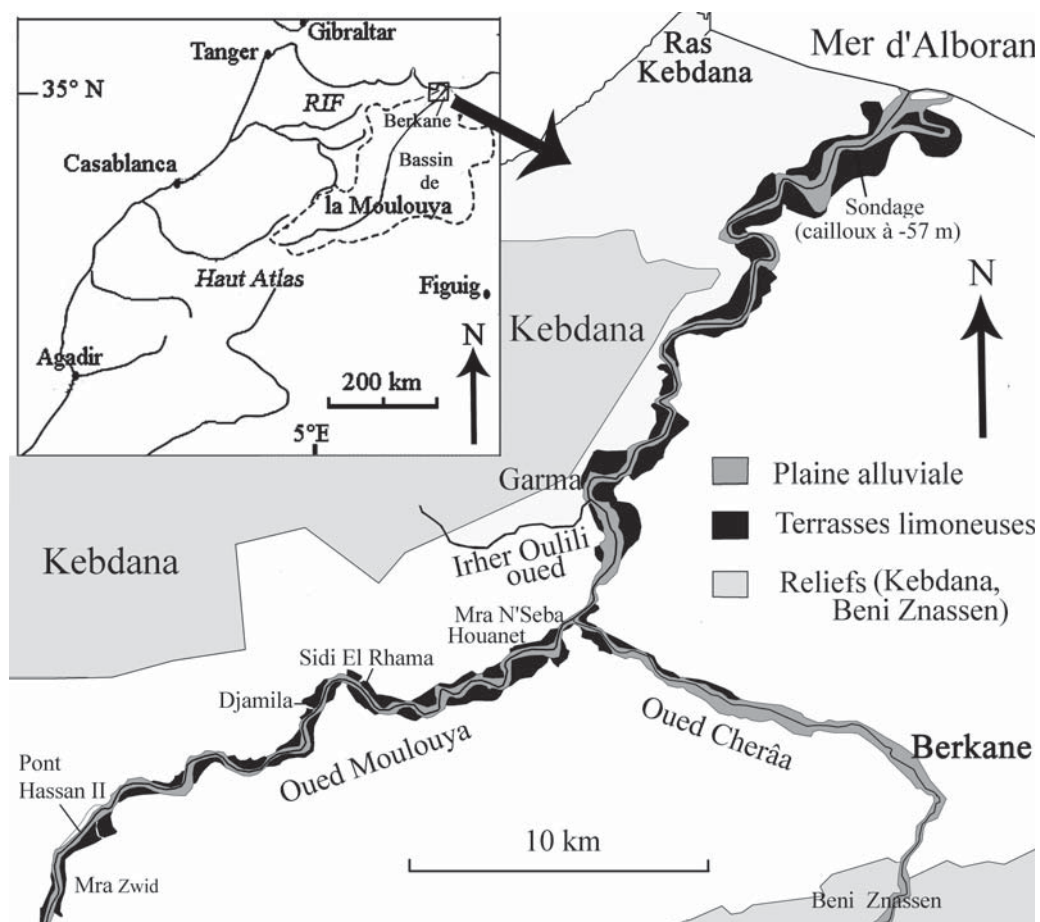 Gibraltar
Tanger
35° N
RIF
Berkane
Casablanca
Bassin
de
la Moulouya
Haut Atlas
Figuig
N
Agadir
200 km
5°E
Ras
Kebdana
Mer d'Alboran
Sondage
(cailloux à -57 m)
N
Kebdana
Garma
Plaine alluviale
Terrasses limoneuses
Reliefs (Kebdana,
Beni Znassen)
Kebdana
Irher Oulili
oued
Mra N'Seba
Houanet
Sidi El Rhama
Djamila
Oued Moulouya
Oued Cherâa
Berkane
Pont
Hassan II
10 km
Mra Zwid
Beni Znassen